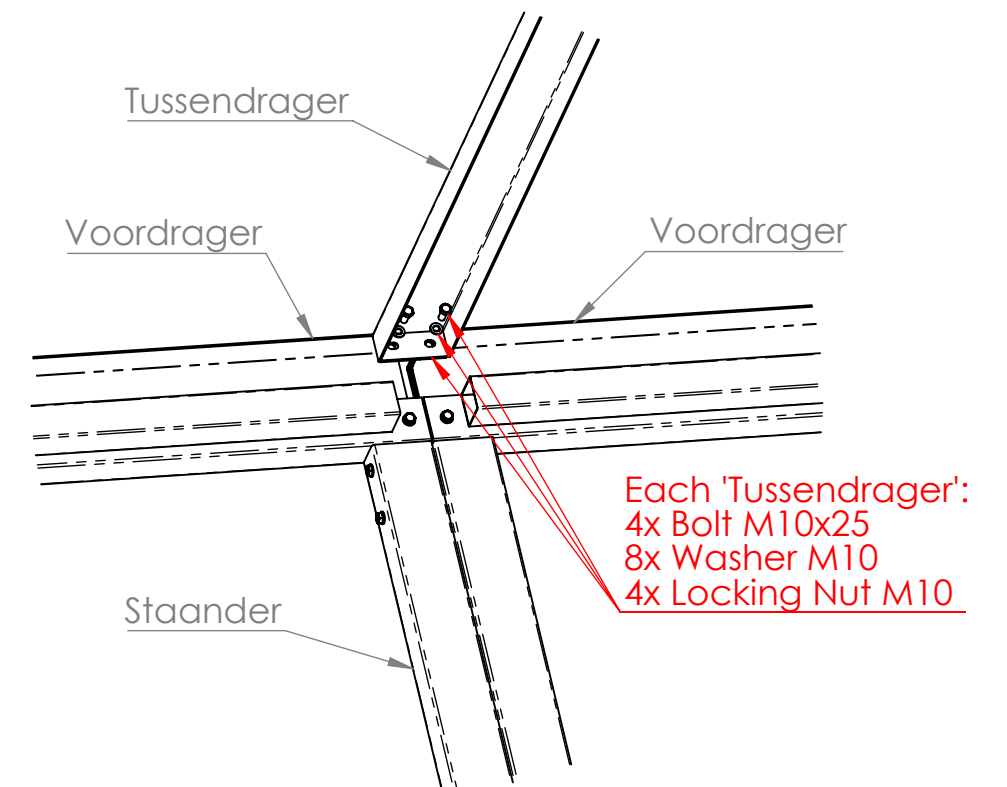 Tussendrager
Voordrager
Voordrager
Each 'Tussendrager':
4x Bolt M10x25
8x Washer M10
4x Locking Nut M10
Staander